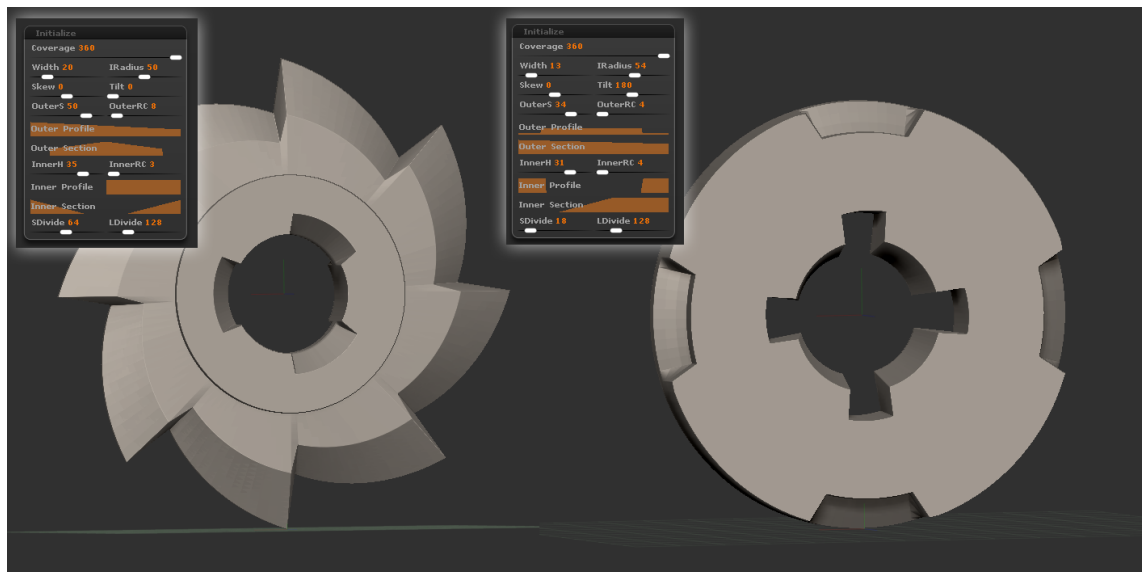 Initialize
Coverage 360
Width 20 IRadius 50
Skew 0 Tilt 0
OuterS 50 OuterRC 8
Outer Profile
Outer Section
InnerH 35 InnerRC 3
Inner Profile
Inner Section
SDivide 64 LDivide 128
Initialize
Coverage 360
Width 13 IRadius 54
Skew 0 Tilt 180
OuterS 34 OuterRC 4
Outer Profile
Outer Section
InnerH 31 InnerRC 4
Inner Profile
Inner Section
SDivide 18 LDivide 128